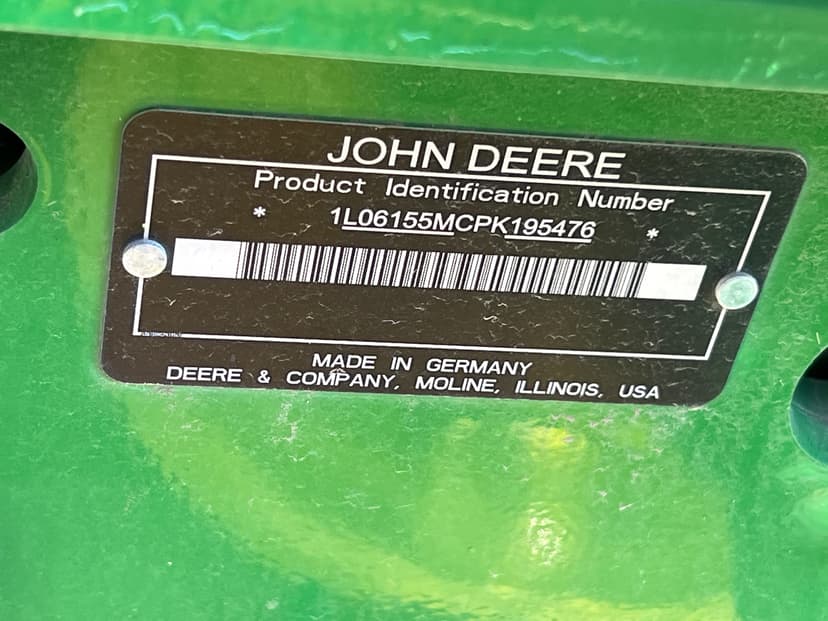 JOHN DEERE
Product Identification Number
* 1L06155MCPK195476 *
MADE IN GERMANY
DEERE & COMPANY, MOLINE, ILLINOIS, USA